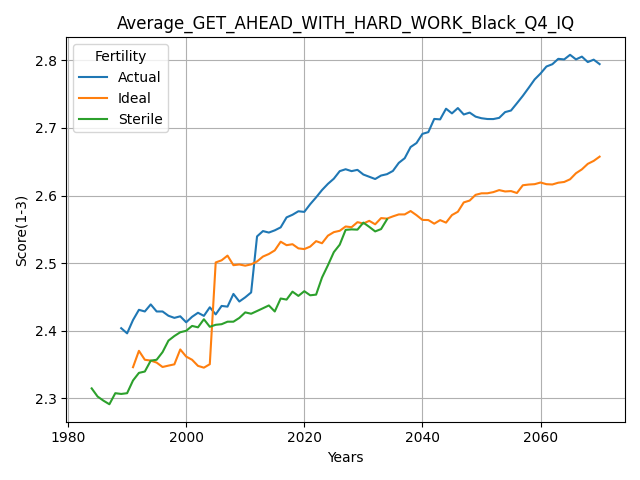 Average_GET_AHEAD_WITH_HARD_WORK_Black_Q4_IQ
Fertility
Actual
Ideal
Sterile
Score(1-3)
2.8
2.7
2.6
2.5
2.4
2.3
1980 2000 2020 2040 2060
Years